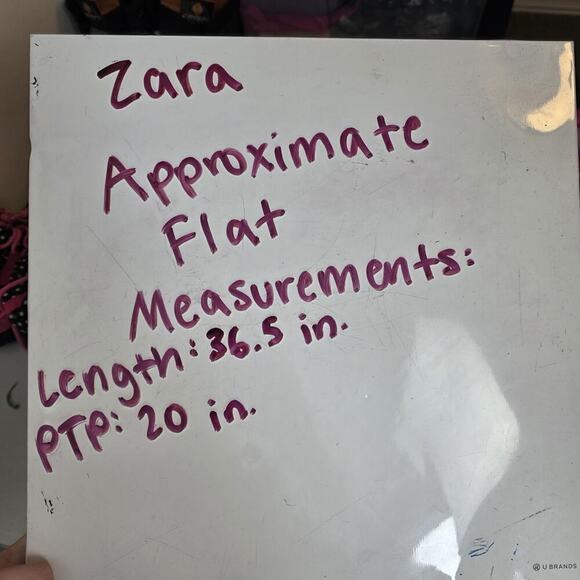 Zara
Approximate
Flat
Measurements:
Length: 36.5 in.
PTP: 20 in.
U BRANDS